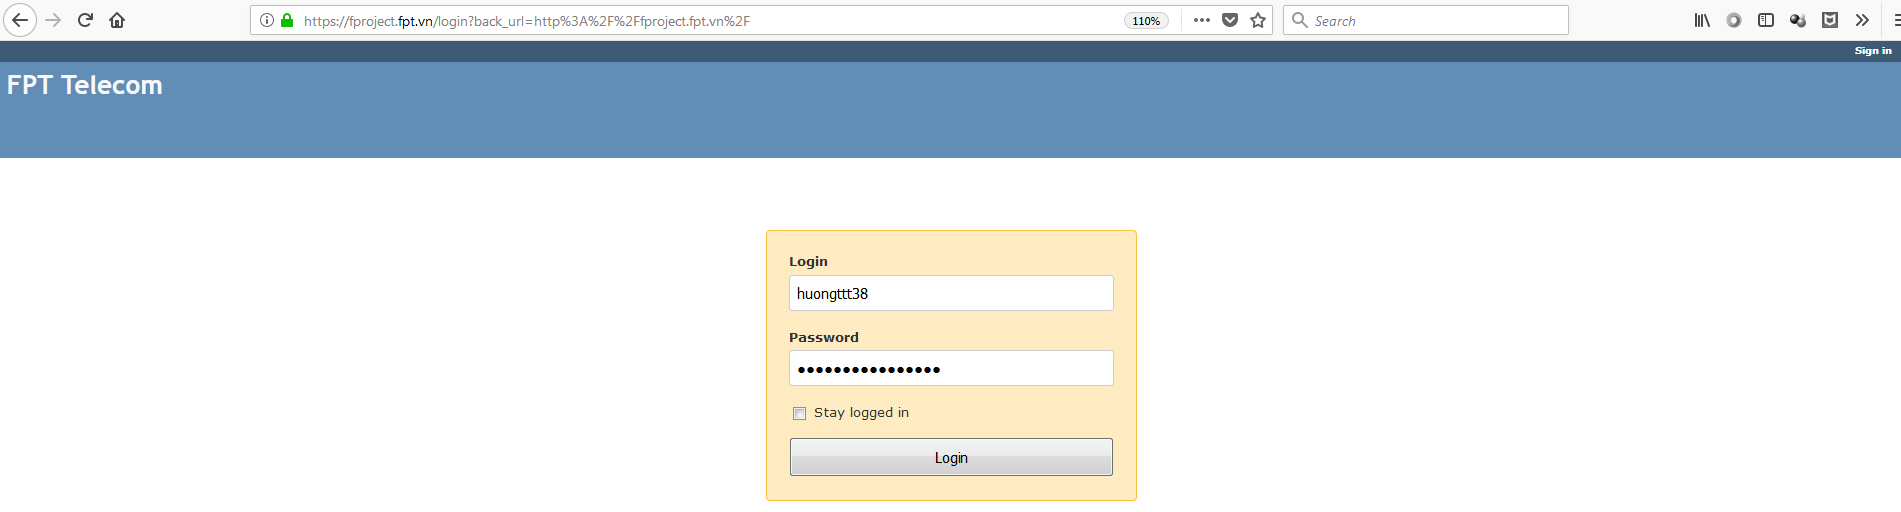 https://fproject.fpt.vn/login?back_url=http%3A%2F%2Ffproject.fpt.vn%2F
110%
Search
Sign in
FPT Telecom
Login
huongttt38
Password
Stay logged in
Login